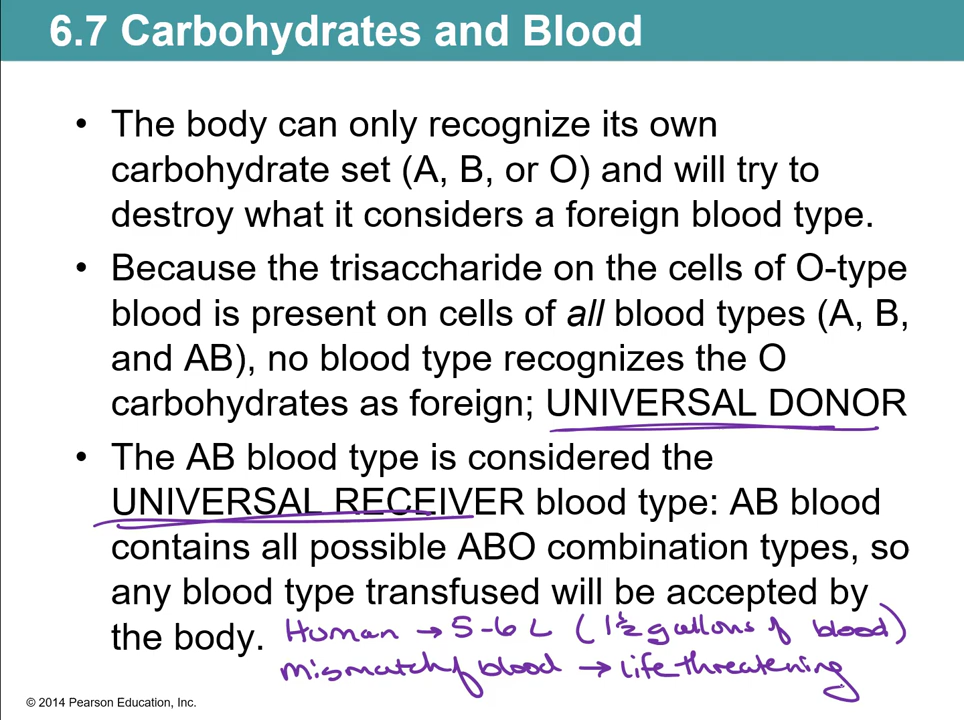 6.7 Carbohydrates and Blood
• The body can only recognize its own
carbohydrate set (A, B, or O) and will try to
destroy what it considers a foreign blood type.
• Because the trisaccharide on the cells of O-type
blood is present on cells of all blood types (A, B,
and AB), no blood type recognizes the O
carbohydrates as foreign; UNIVERSAL DONOR
• The AB blood type is considered the
UNIVERSAL RECEIVER blood type: AB blood
contains all possible ABO combination types, so
any blood type transfused will be accepted by
the body. Human → 5-6 L (1½ gallons of blood)
Mismatch of blood → life threatening
© 2014 Pearson Education, Inc.